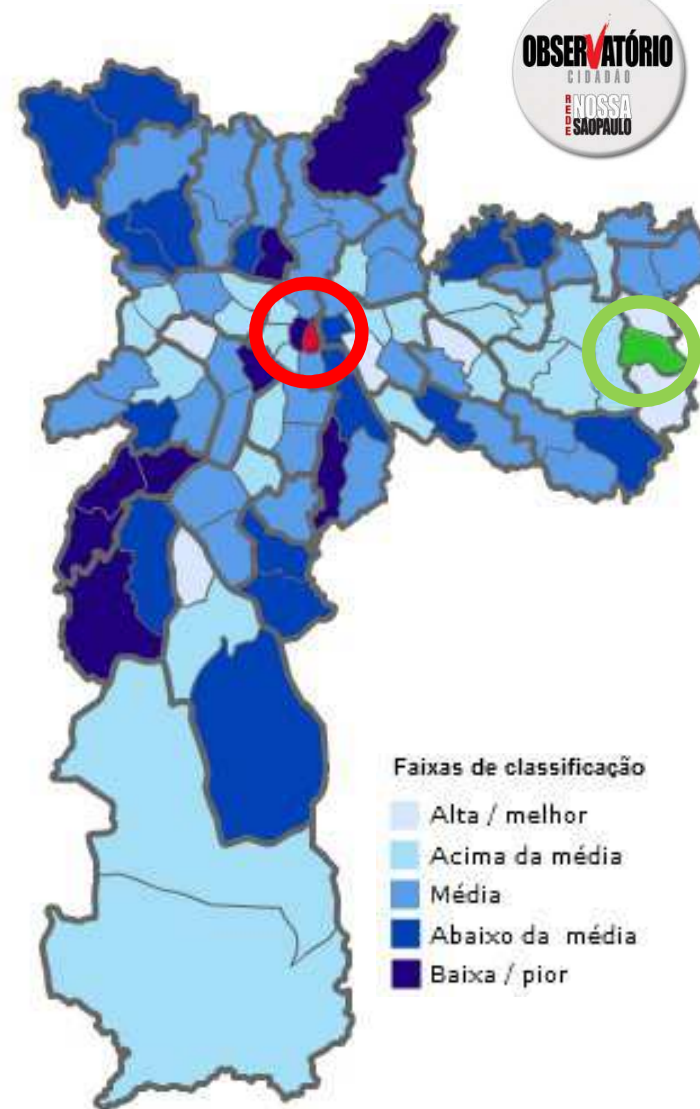 OBSERVATÓRIO
CIDADÃO
REDE
NOSSA
SÃOPAULO
Faixas de classificação
Alta / melhor
Acima da média
Média
Abaixo da média
Baixa / pior